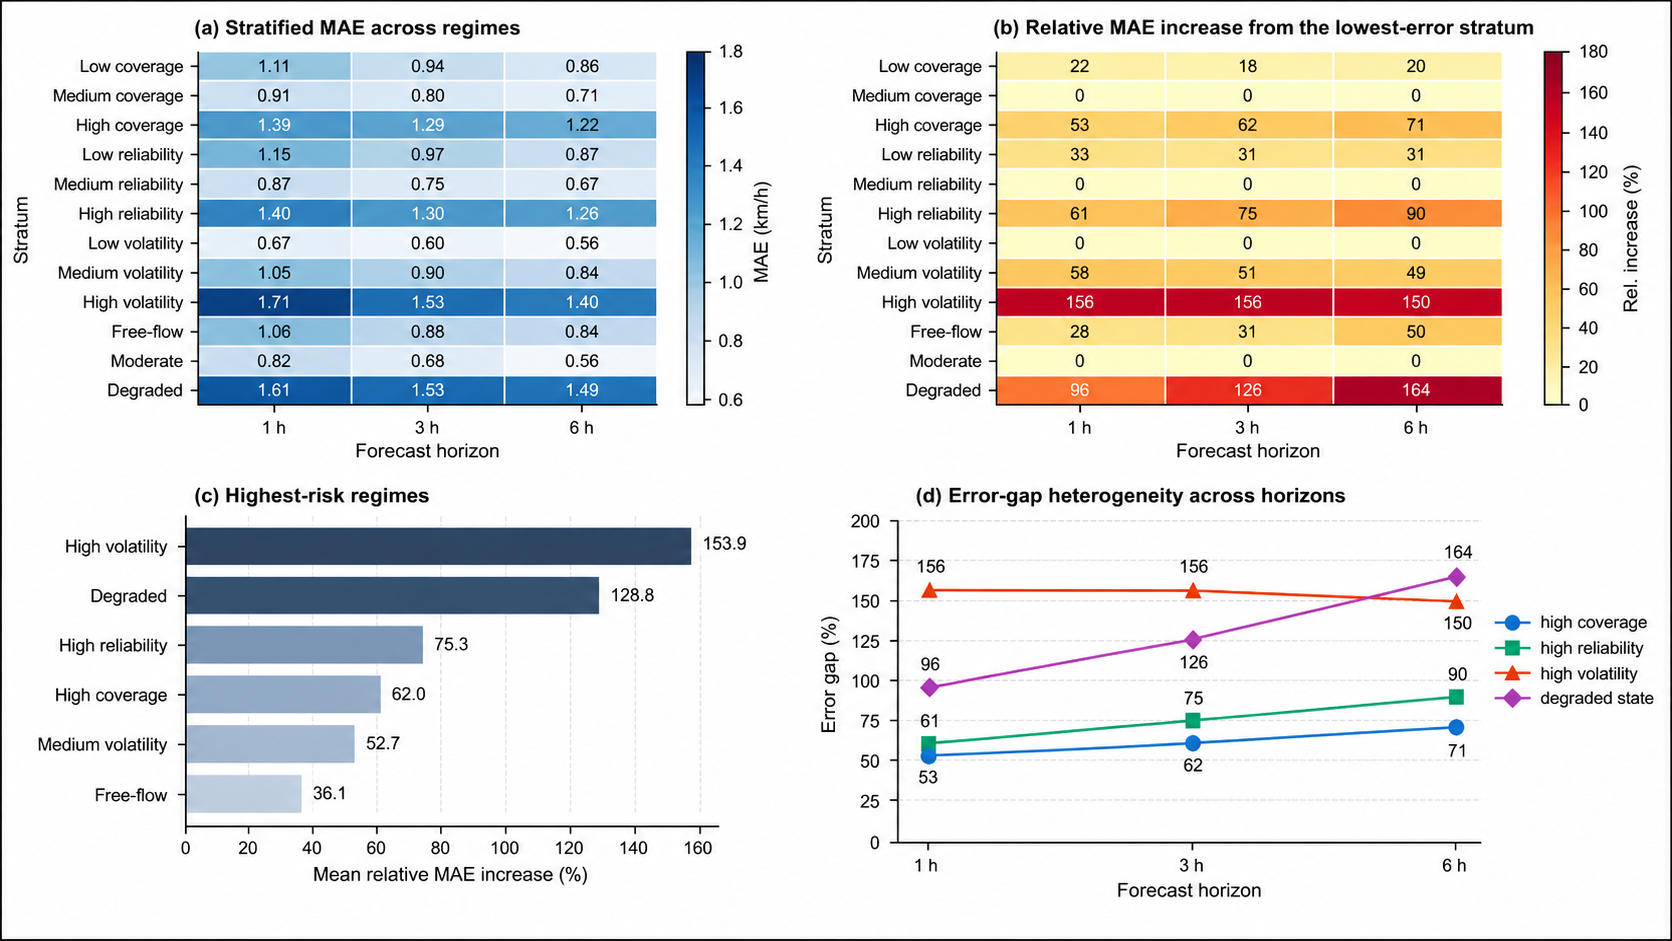 (a) Stratified MAE across regimes
Stratum
Low coverage 1.11 0.94 0.86
Medium coverage 0.91 0.80 0.71
High coverage 1.39 1.29 1.22
Low reliability 1.15 0.97 0.87
Medium reliability 0.87 0.75 0.67
High reliability 1.40 1.30 1.26
Low volatility 0.67 0.60 0.56
Medium volatility 1.05 0.90 0.84
High volatility 1.71 1.53 1.40
Free-flow 1.06 0.88 0.84
Moderate 0.82 0.68 0.56
Degraded 1.61 1.53 1.49
1 h 3 h 6 h
Forecast horizon
1.8
1.6
1.4
1.2
1.0
0.8
0.6
MAE (km/h)
(b) Relative MAE increase from the lowest-error stratum
Stratum
Low coverage 22 18 20
Medium coverage 0 0 0
High coverage 53 62 71
Low reliability 33 31 31
Medium reliability 0 0 0
High reliability 61 75 90
Low volatility 0 0 0
Medium volatility 58 51 49
High volatility 156 156 150
Free-flow 28 31 50
Moderate 0 0 0
Degraded 96 126 164
1 h 3 h 6 h
Forecast horizon
180
160
140
120
100
80
60
40
20
0
Rel. increase (%)
(c) Highest-risk regimes
High volatility 153.9
Degraded 128.8
High reliability 75.3
High coverage 62.0
Medium volatility 52.7
Free-flow 36.1
0 20 40 60 80 100 120 140 160
Mean relative MAE increase (%)
(d) Error-gap heterogeneity across horizons
Error gap (%)
200
175
150
125
100
75
50
25
0
156 156 150
96 126 164
61 75 90
53 62 71
1 h 3 h 6 h
Forecast horizon
high coverage
high reliability
high volatility
degraded state